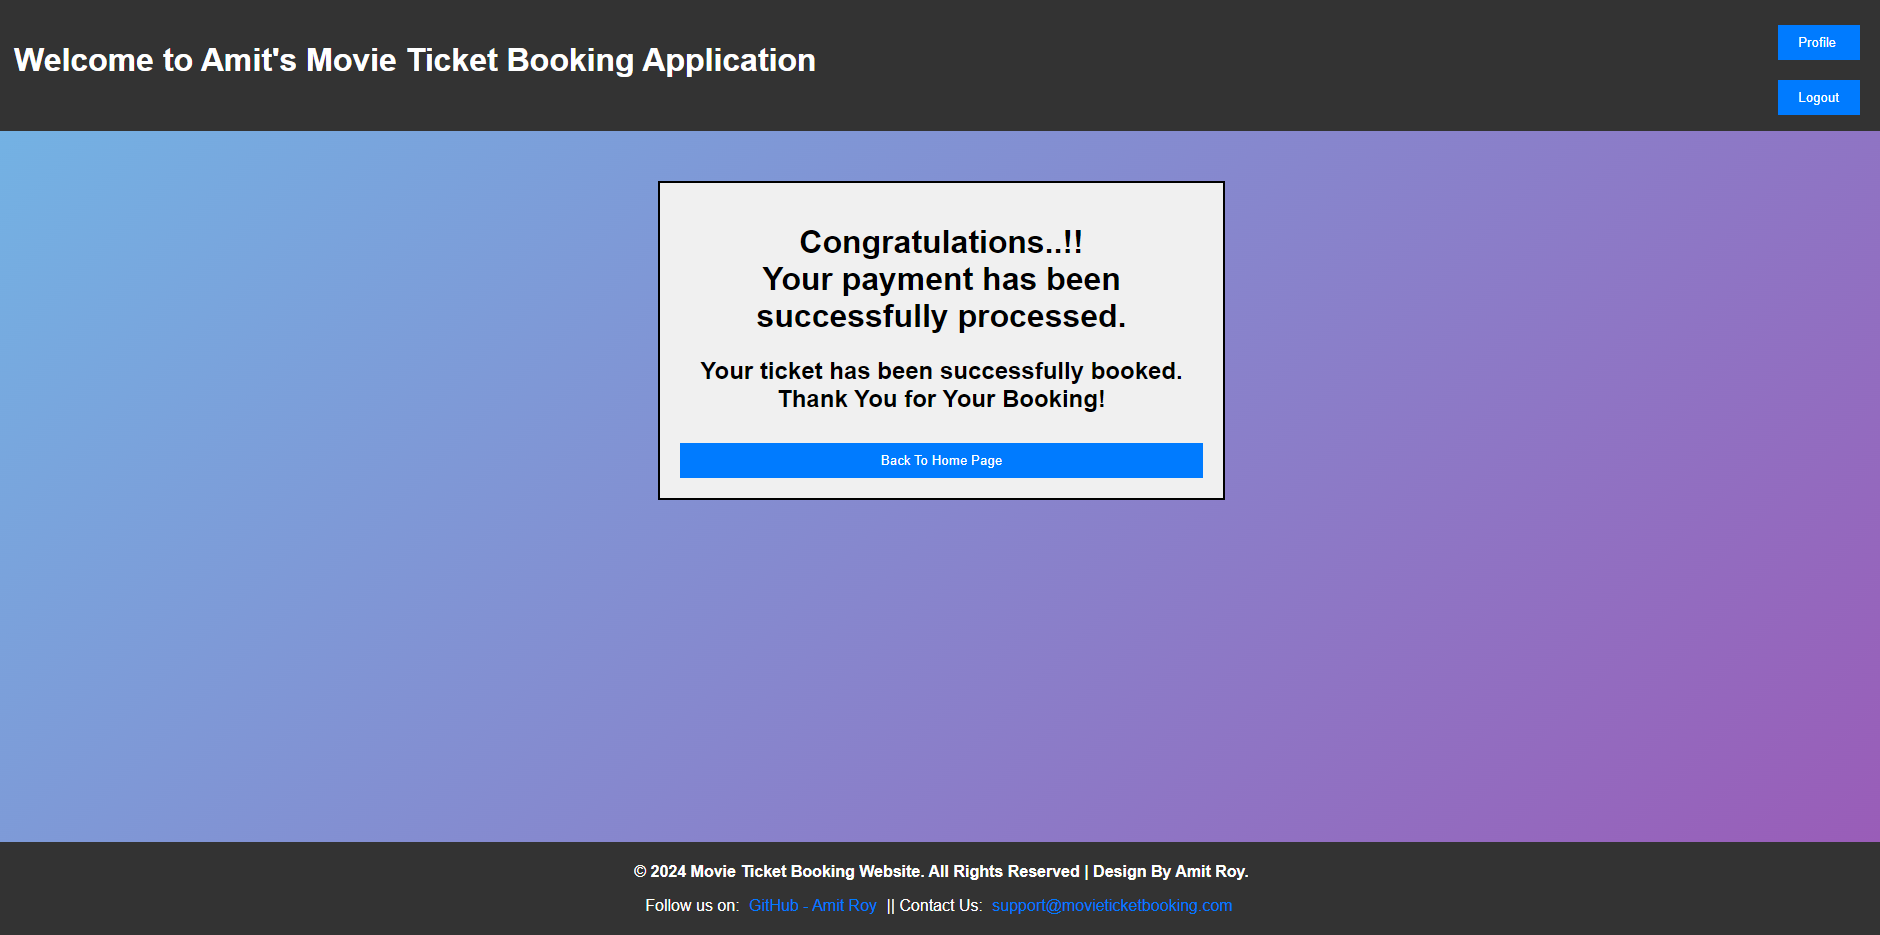 Welcome to Amit's Movie Ticket Booking Application
Profile
Logout
Congratulations..!!
Your payment has been
successfully processed.
Your ticket has been successfully booked.
Thank You for Your Booking!
Back To Home Page
© 2024 Movie Ticket Booking Website. All Rights Reserved | Design By Amit Roy.
Follow us on: GitHub - Amit Roy || Contact Us: support@movieticketbooking.com